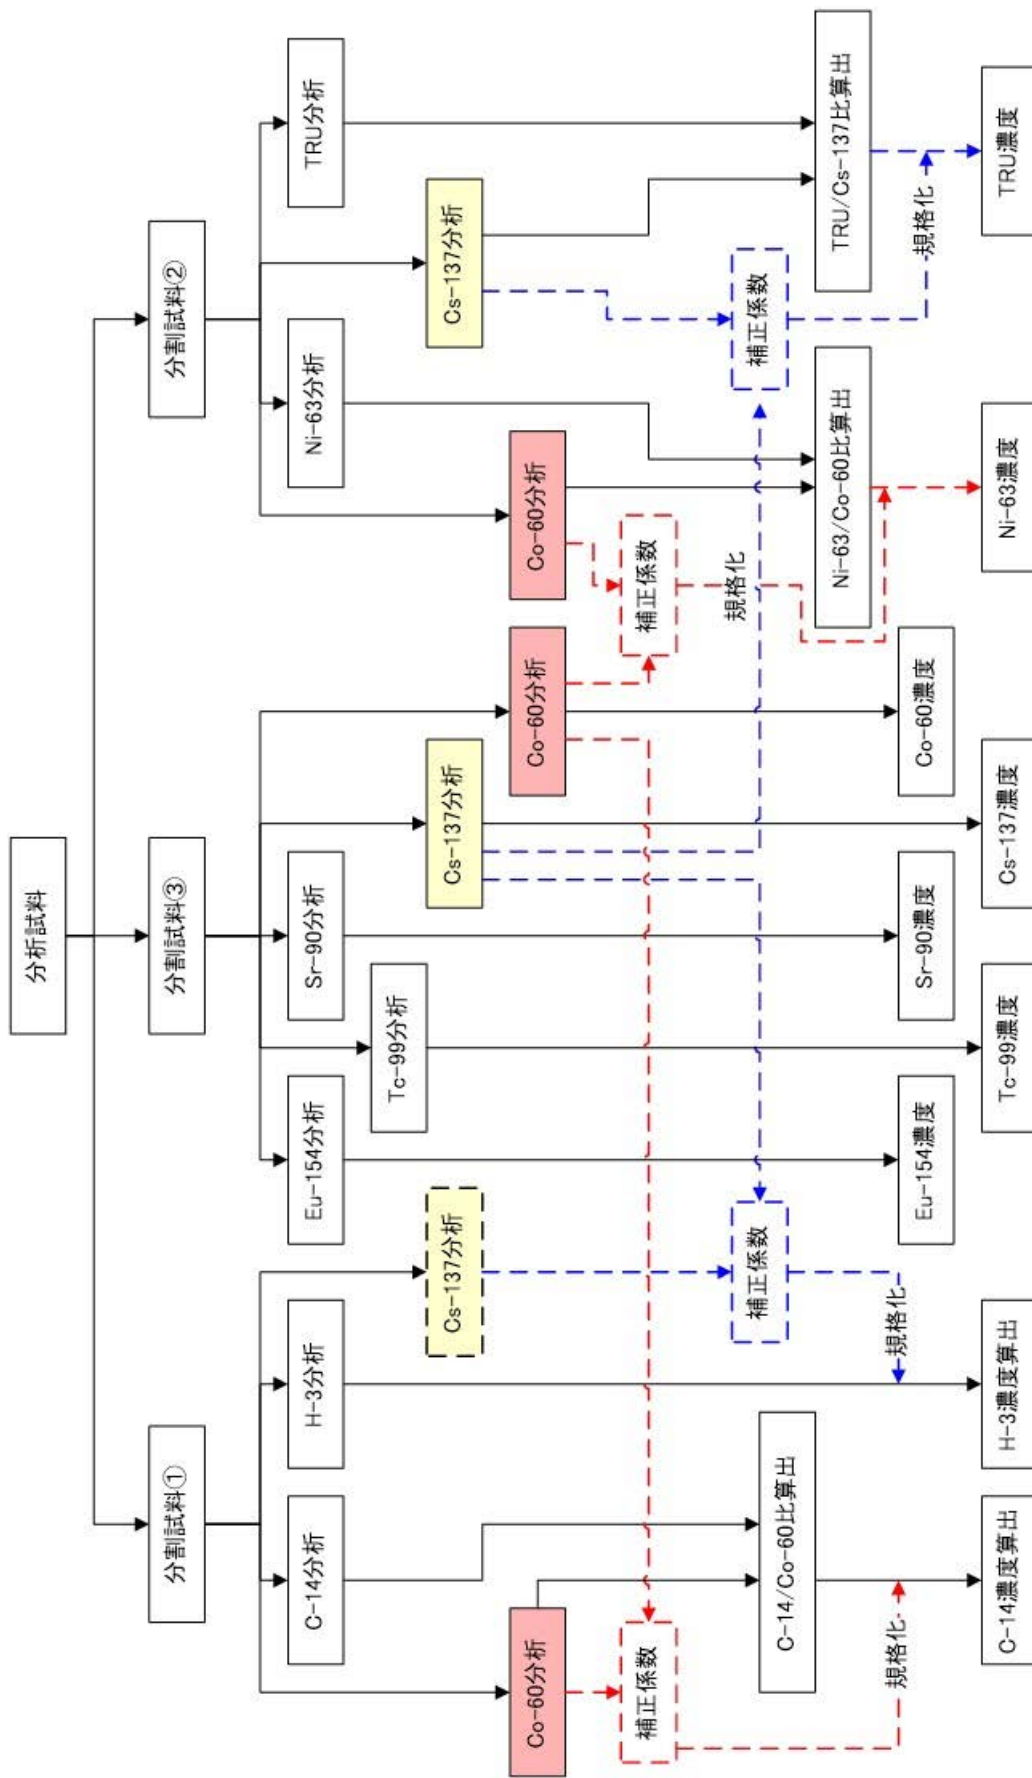 分析試料
分割試料①
分割試料③
分割試料②
C-14分析
H-3分析
Eu-154分析
Sr-90分析
Ni-63分析
TRU分析
Tc-99分析
Cs-137分析
Cs-137分析
Cs-137分析
Co-60分析
Co-60分析
Co-60分析
補正係数
補正係数
補正係数
補正係数
規格化
C-14/Co-60比算出
Ni-63/Co-60比算出
TRU/Cs-137比算出
規格化
規格化
規格化
Eu-154濃度
Sr-90濃度
Co-60濃度
C-14濃度算出
H-3濃度算出
Tc-99濃度
Cs-137濃度
Ni-63濃度
TRU濃度